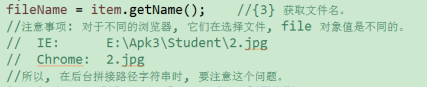 fileName = item.getName();     //{3} 获取文件名。
//注意事项: 对于不同的浏览器, 它们在选择文件, file 对象值是不同的。
//  IE:     E:\Apk3\Student\2.jpg
//  Chrome:  2.jpg
//所以, 在后台拼接路径字符串时, 要注意这个问题。